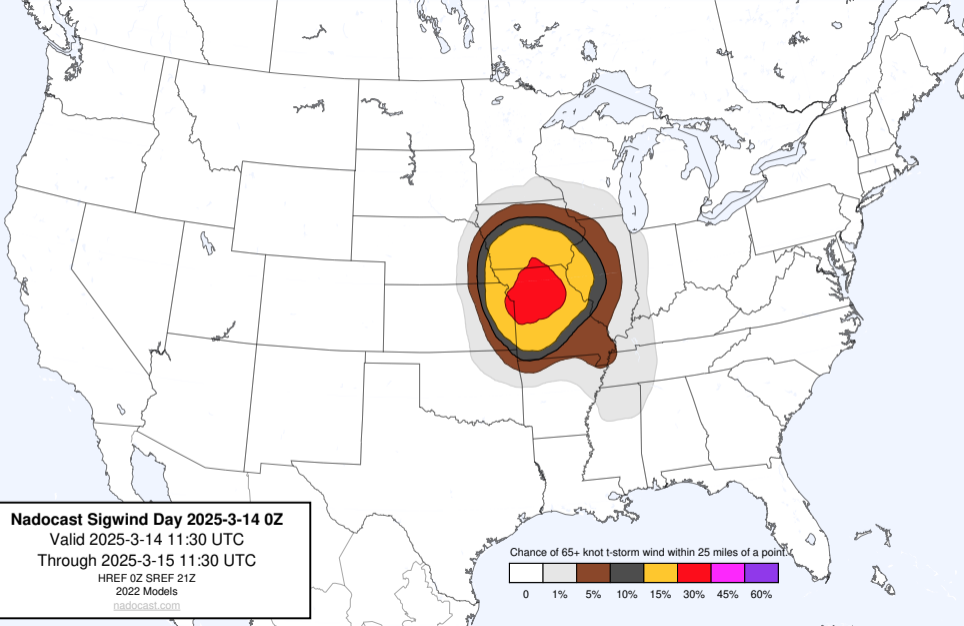 Nadocast Sigwind Day 2025-3-14 0Z
Valid 2025-3-14 11:30 UTC
Through 2025-3-15 11:30 UTC
HREF 0Z SREF 21Z
2022 Models
nadocast.com
Chance of 65+ knot t-storm wind within 25 miles of a point.
0 1% 5% 10% 15% 30% 45% 60%